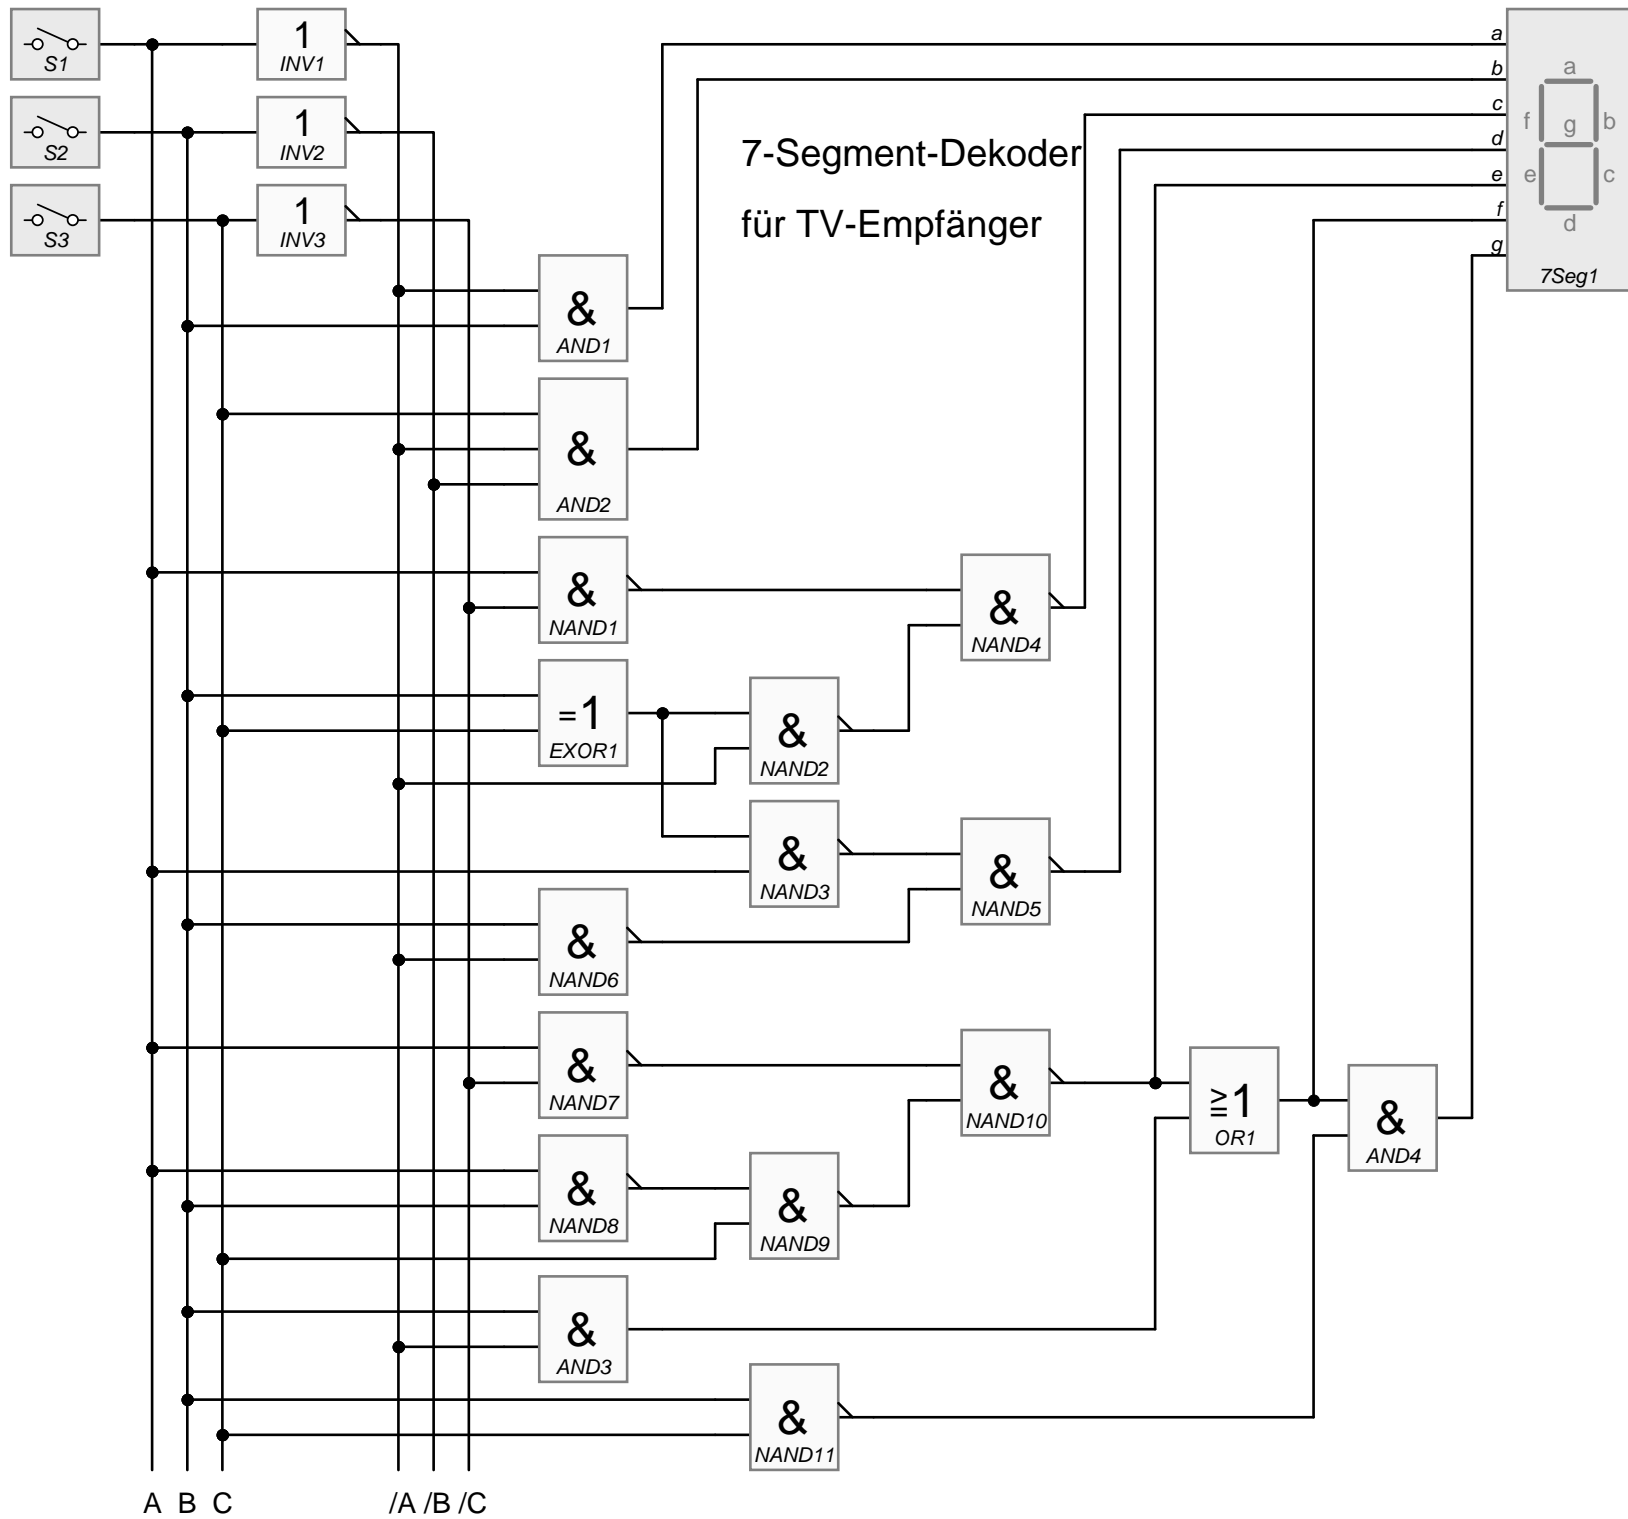 1
INV1
S1
1
INV2
S2
1
INV3
S3
7-Segment-Dekoder
für TV-Empfänger
a
b
c
d
e
f
g
a
f
g
b
e
c
d
7Seg1
&
AND1
&
AND2
&
NAND1
&
NAND4
=1
EXOR1
&
NAND2
&
NAND3
&
NAND5
&
NAND6
&
NAND7
&
NAND10
≧1
OR1
&
AND4
&
NAND8
&
NAND9
&
AND3
&
NAND11
A B C /A /B /C